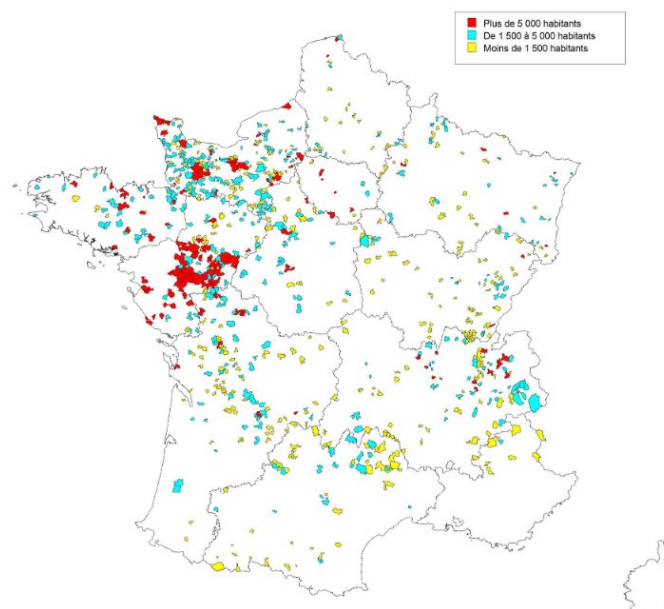 Plus de 5 000 habitants
De 1 500 à 5 000 habitants
Moins de 1 500 habitants